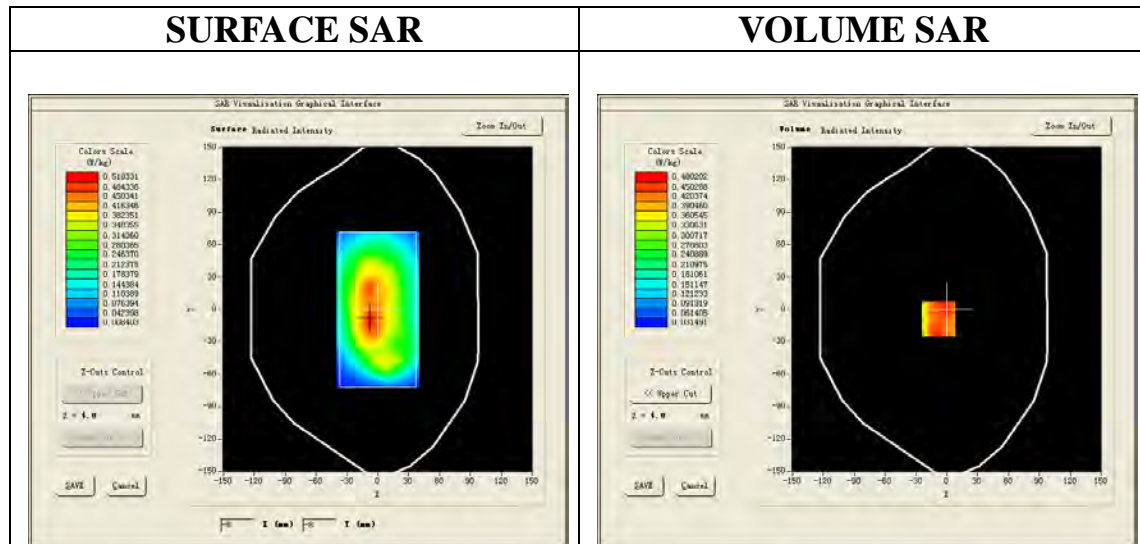 SURFACE SAR
VOLUME SAR
SAR Visualisation Graphical Interface
Surface Radiated Intensity
Zoom In/Out
Colors Scale
(W/kg)
0.518331
0.484336
0.450341
0.416346
0.382351
0.348355
0.314360
0.280365
0.246370
0.212375
0.178379
0.144384
0.110389
0.076394
0.042398
0.008403
150
120
90
60
30
0
-30
-60
-90
-120
-150
-150 -120 -90 -60 -30 0 30 60 90 120 150
X
Z-Cuts Control
z = 4.0 mm
SAVE
Cancel
X (mm)
Y (mm)
SAR Visualisation Graphical Interface
Volume Radiated Intensity
Zoom In/Out
Colors Scale
(W/kg)
0.480202
0.450288
0.420374
0.390460
0.360545
0.330631
0.300717
0.270803
0.240889
0.210975
0.181061
0.151147
0.121233
0.091319
0.061405
0.031491
150
120
90
60
30
0
-30
-60
-90
-120
-150
-150 -120 -90 -60 -30 0 30 60 90 120 150
X
Z-Cuts Control
<< Upper Cut
z = 4.0 mm
SAVE
Cancel